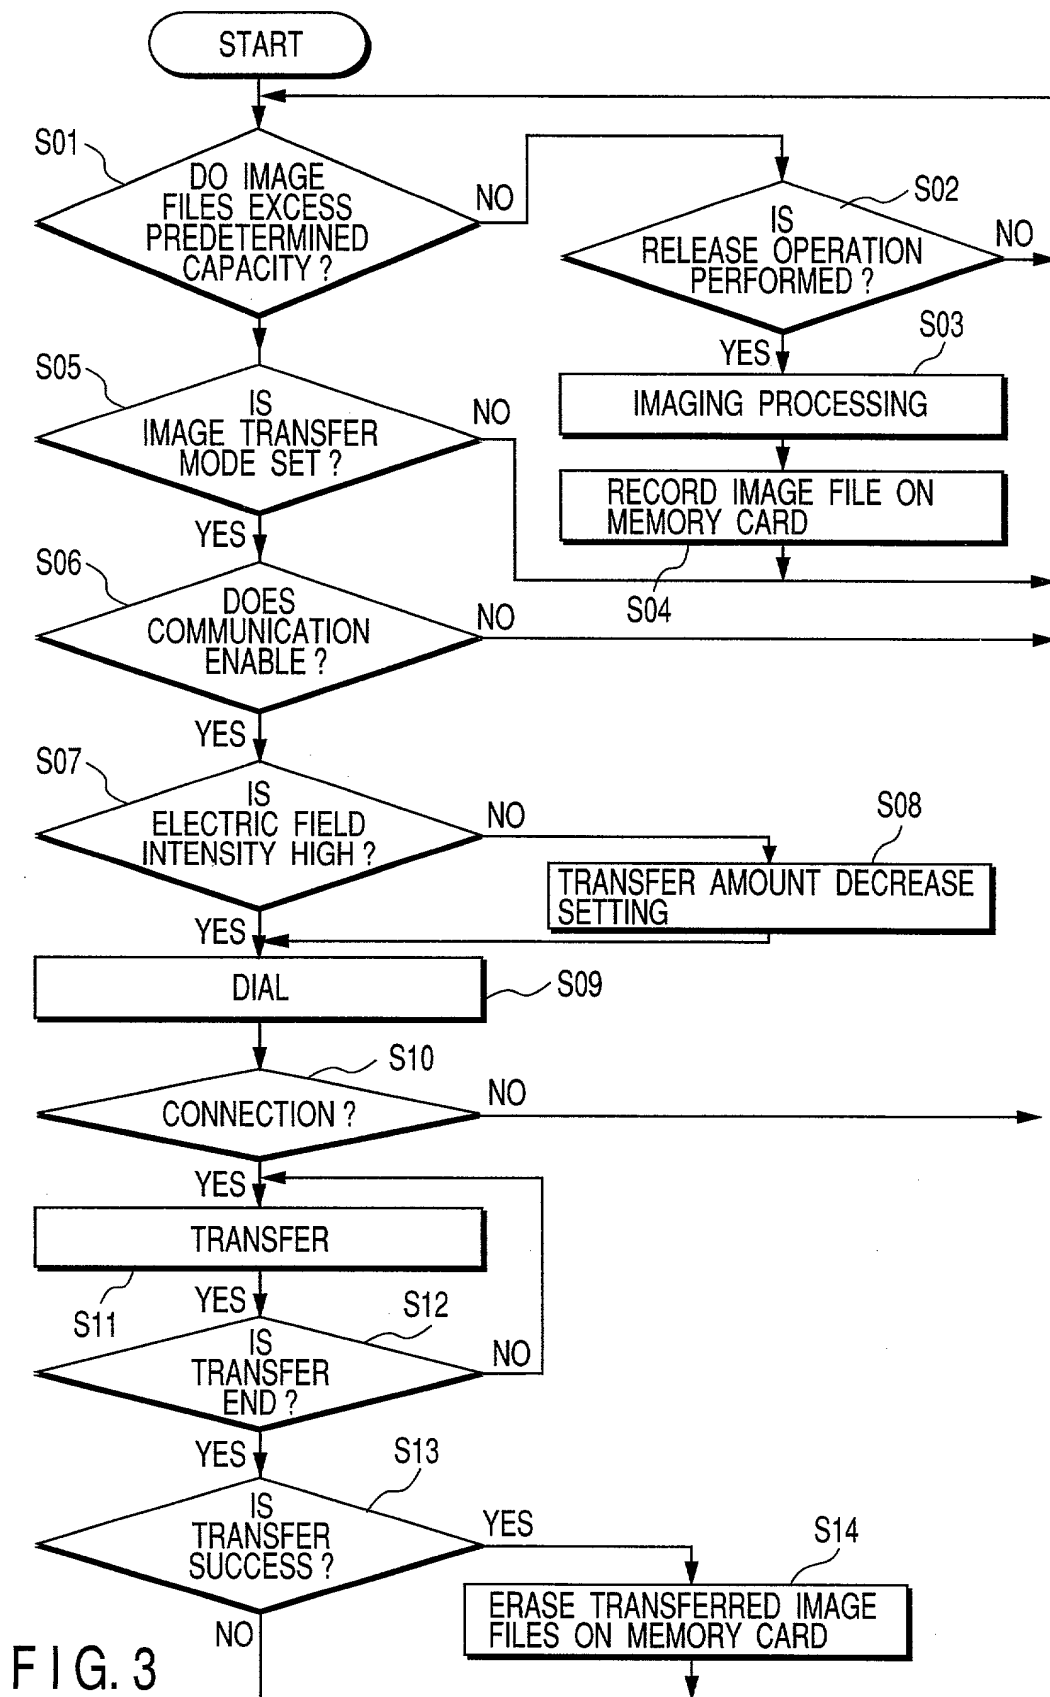 START
S01
DO IMAGE
FILES EXCESS
PREDETERMINED
CAPACITY?
NO
S02
IS
RELEASE OPERATION
PERFORMED?
NO
YES
S03
IMAGING PROCESSING
RECORD IMAGE FILE ON
MEMORY CARD
S04
S05
IS
IMAGE TRANSFER
MODE SET?
NO
YES
S06
DOES
COMMUNICATION
ENABLE?
NO
YES
S07
IS
ELECTRIC FIELD
INTENSITY HIGH?
NO
S08
TRANSFER AMOUNT DECREASE
SETTING
YES
DIAL
S09
S10
CONNECTION?
NO
YES
TRANSFER
S11
YES
S12
IS
TRANSFER
END?
NO
YES
S13
IS
TRANSFER
SUCCESS?
YES
S14
ERASE TRANSFERRED IMAGE
FILES ON MEMORY CARD
NO
FIG. 3